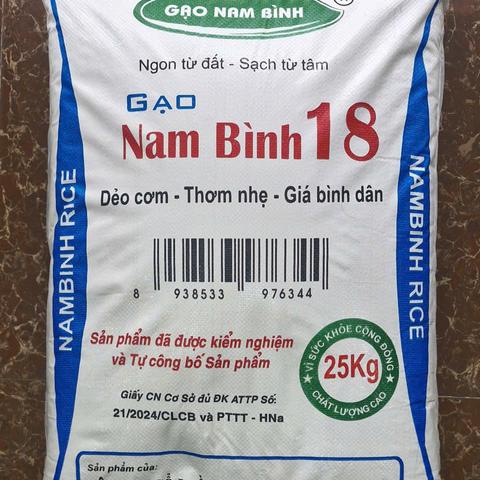 GẠO NAM BÌNH
®
Ngon từ đất - Sạch từ tâm
GẠO
Nam Bình 18
Dẻo cơm - Thơm nhẹ - Giá bình dân
NAMBINH RICE
NAMBINH RICE
8 938533 976344
Sản phẩm đã được kiểm nghiệm
và Tự công bố Sản phẩm
VÌ SỨC KHỎE CỘNG ĐỒNG
25Kg
CHẤT LƯỢNG CAO
Giấy CN Cơ Sở đủ ĐK ATTP Số:
21/2024/CLCB và PTTT - HNa
Sản phẩm của: